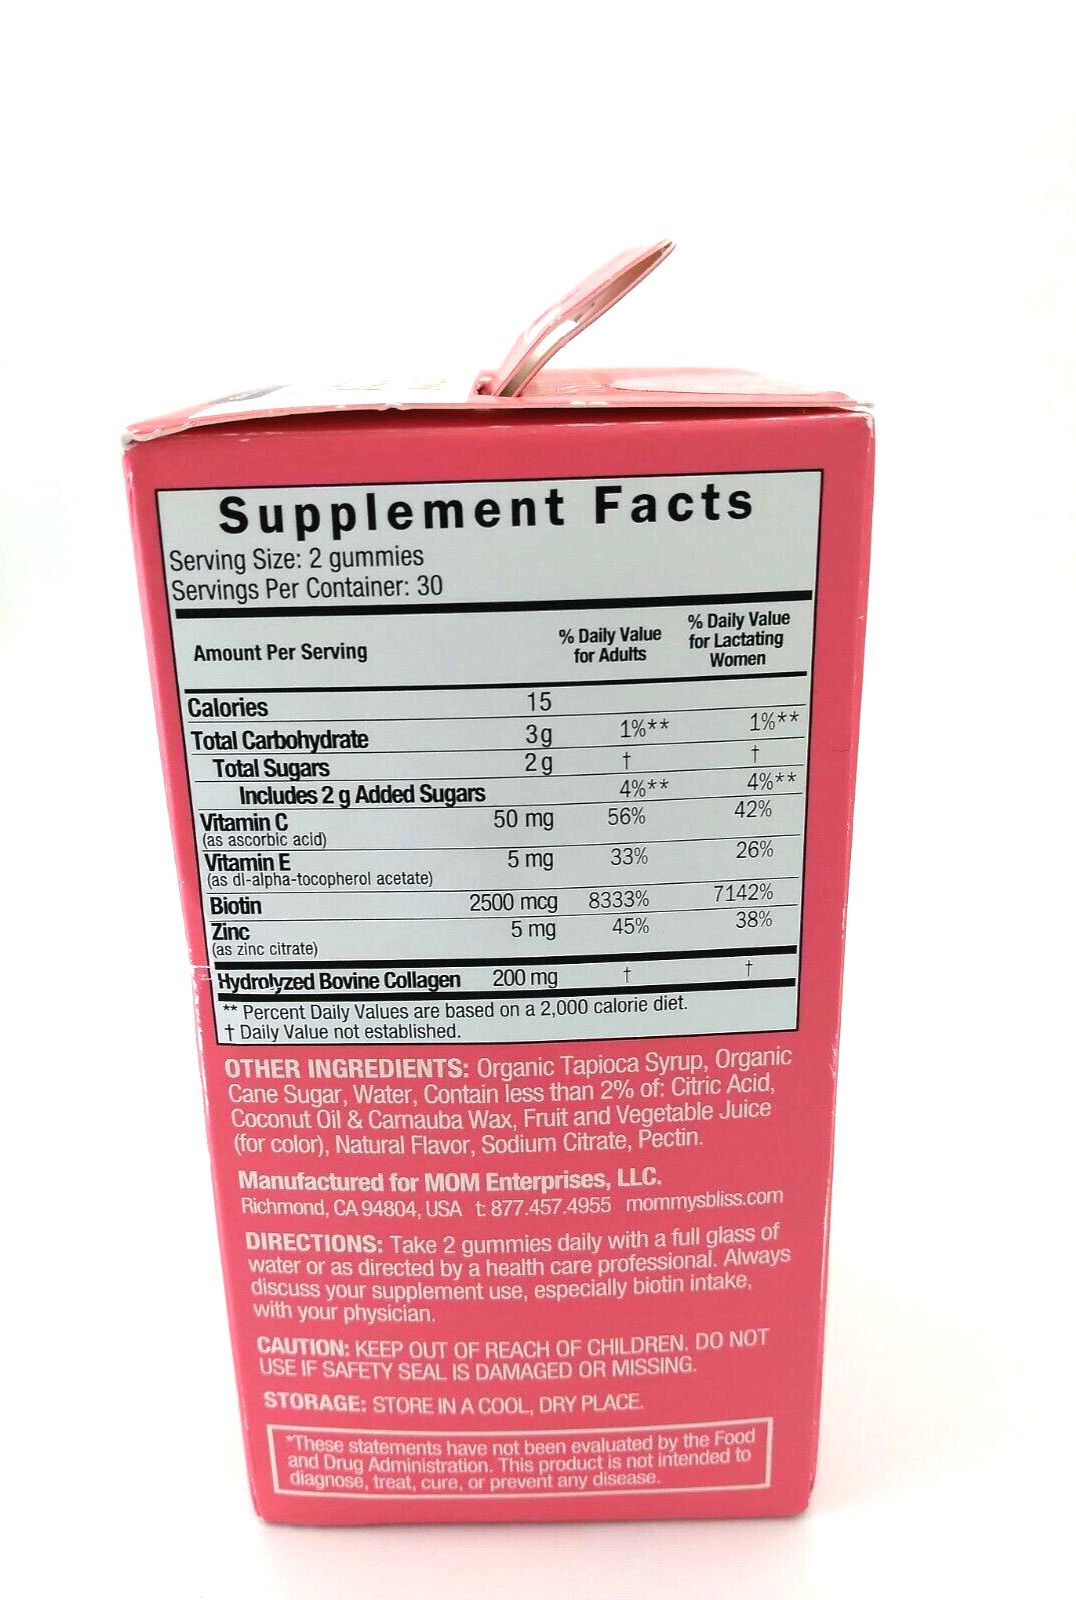 Supplement Facts
Serving Size: 2 gummies
Servings Per Container: 30
Amount Per Serving % Daily Value for Adults % Daily Value for Lactating Women
Calories 15
Total Carbohydrate 3g 1%** 1%**
Total Sugars 2g † †
Includes 2 g Added Sugars 4%** 4%**
Vitamin C 50 mg 56% 42%
(as ascorbic acid)
Vitamin E 5 mg 33% 26%
(as dl-alpha-tocopherol acetate)
Biotin 2500 mcg 8333% 7142%
Zinc 5 mg 45% 38%
(as zinc citrate)
Hydrolyzed Bovine Collagen 200 mg † †
** Percent Daily Values are based on a 2,000 calorie diet.
† Daily Value not established.
OTHER INGREDIENTS: Organic Tapioca Syrup, Organic
Cane Sugar, Water, Contain less than 2% of: Citric Acid,
Coconut Oil & Carnauba Wax, Fruit and Vegetable Juice
(for color), Natural Flavor, Sodium Citrate, Pectin.
Manufactured for MOM Enterprises, LLC.
Richmond, CA 94804, USA t: 877.457.4955 mommysbliss.com
DIRECTIONS: Take 2 gummies daily with a full glass of
water or as directed by a health care professional. Always
discuss your supplement use, especially biotin intake,
with your physician.
CAUTION: KEEP OUT OF REACH OF CHILDREN. DO NOT
USE IF SAFETY SEAL IS DAMAGED OR MISSING.
STORAGE: STORE IN A COOL, DRY PLACE.
*These statements have not been evaluated by the Food
and Drug Administration. This product is not intended to
diagnose, treat, cure, or prevent any disease.